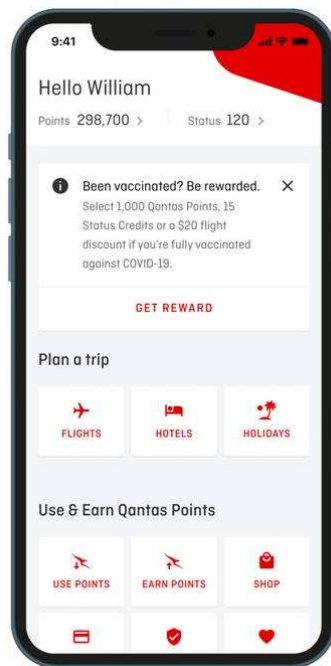 9:41
Hello William
Points 298,700 > Status 120 >
Been vaccinated? Be rewarded.
Select 1,000 Qantas Points, 15
Status Credits or a $20 flight
discount if you're fully vaccinated
against COVID-19.
GET REWARD
Plan a trip
FLIGHTS HOTELS HOLIDAYS
Use & Earn Qantas Points
USE POINTS EARN POINTS SHOP